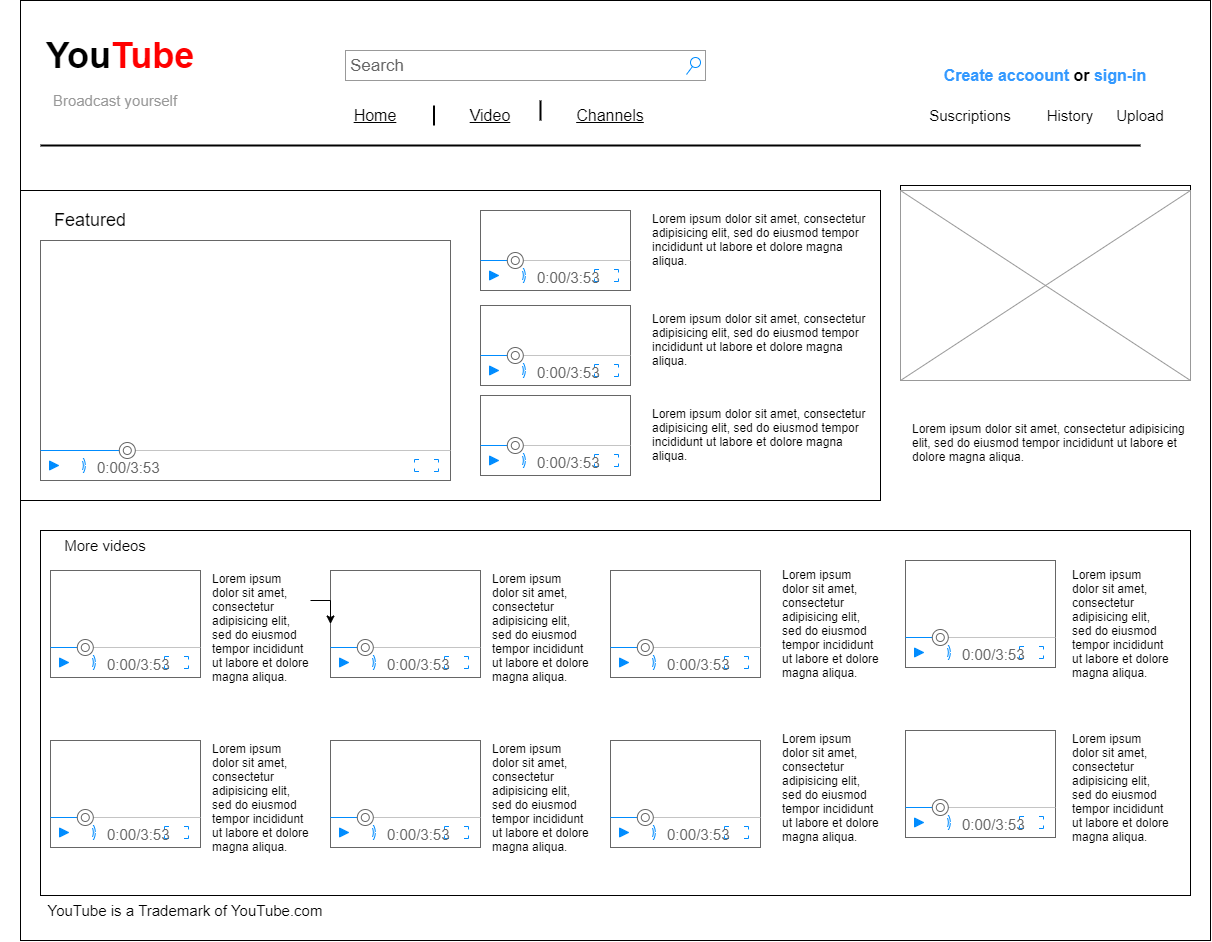 YouTube
Broadcast yourself
Search
Home
Video
Channels
Create accoount or sign-in
Suscriptions
History
Upload
Featured
0:00/3:53
0:00/3:53
Lorem ipsum dolor sit amet, consectetur
adipisicing elit, sed do eiusmod tempor
incididunt ut labore et dolore magna
aliqua.
0:00/3:53
Lorem ipsum dolor sit amet, consectetur
adipisicing elit, sed do eiusmod tempor
incididunt ut labore et dolore magna
aliqua.
0:00/3:53
Lorem ipsum dolor sit amet, consectetur
adipisicing elit, sed do eiusmod tempor
incididunt ut labore et dolore magna
aliqua.
Lorem ipsum dolor sit amet, consectetur adipisicing
elit, sed do eiusmod tempor incididunt ut labore et
dolore magna aliqua.
More videos
0:00/3:53
Lorem ipsum
dolor sit amet,
consectetur
adipisicing elit,
sed do eiusmod
tempor incididunt
ut labore et dolore
magna aliqua.
0:00/3:53
Lorem ipsum
dolor sit amet,
consectetur
adipisicing elit,
sed do eiusmod
tempor incididunt
ut labore et dolore
magna aliqua.
0:00/3:53
Lorem ipsum
dolor sit amet,
consectetur
adipisicing elit,
sed do eiusmod
tempor incididunt
ut labore et dolore
magna aliqua.
0:00/3:53
Lorem ipsum
dolor sit amet,
consectetur
adipisicing elit,
sed do eiusmod
tempor incididunt
ut labore et dolore
magna aliqua.
0:00/3:53
Lorem ipsum
dolor sit amet,
consectetur
adipisicing elit,
sed do eiusmod
tempor incididunt
ut labore et dolore
magna aliqua.
0:00/3:53
Lorem ipsum
dolor sit amet,
consectetur
adipisicing elit,
sed do eiusmod
tempor incididunt
ut labore et dolore
magna aliqua.
0:00/3:53
Lorem ipsum
dolor sit amet,
consectetur
adipisicing elit,
sed do eiusmod
tempor incididunt
ut labore et dolore
magna aliqua.
0:00/3:53
Lorem ipsum
dolor sit amet,
consectetur
adipisicing elit,
sed do eiusmod
tempor incididunt
ut labore et dolore
magna aliqua.
YouTube is a Trademark of YouTube.com